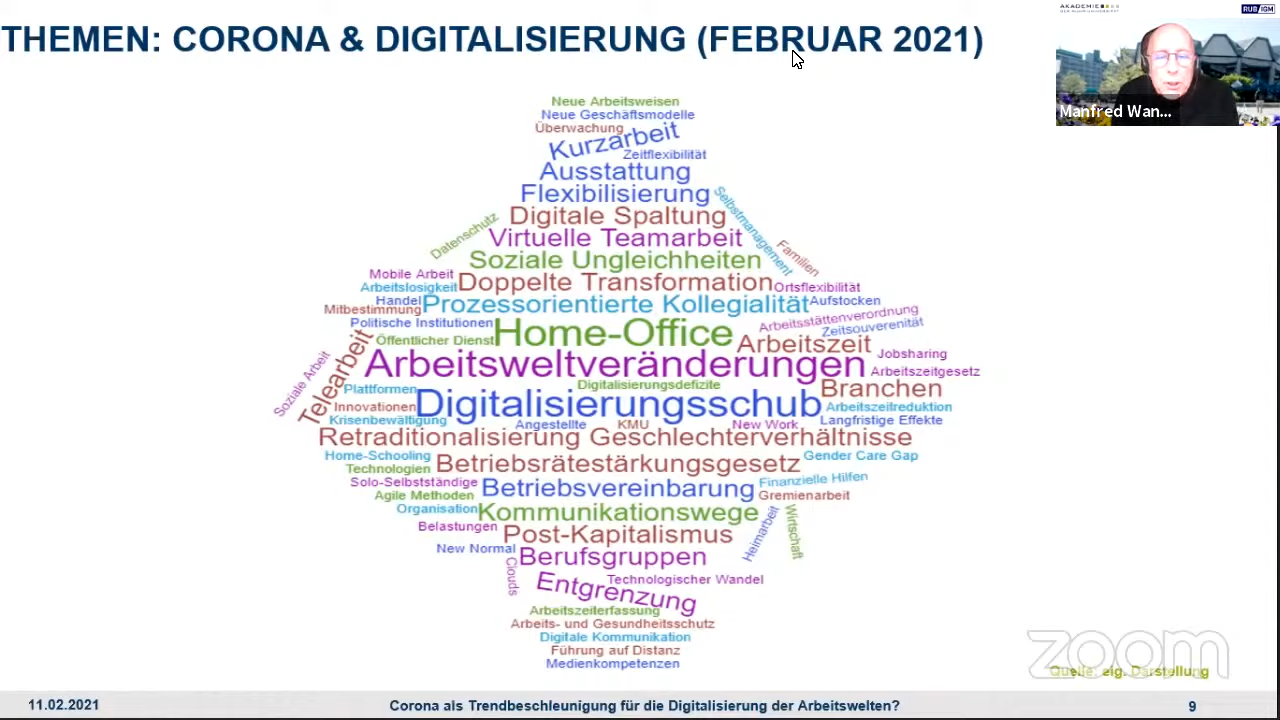 AKADEMIE
RUB/IGM
THEMEN: CORONA & DIGITALISIERUNG (FEBRUAR 2021)
Manfred Wan...
Neue Arbeitsweisen
Neue Geschäftsmodelle
Überwachung
Kurzarbeit
Zeitflexibilität
Ausstattung
Flexibilisierung
Selbstmanagement
Digitale Spaltung
Datenschutz
Virtuelle Teamarbeit
Familien
Soziale Ungleichheiten
Mobile Arbeit
Doppelte Transformation
Arbeitslosigkeit
Ortsflexibilität
Handel
Prozessorientierte Kollegialität
Aufstocken
Mitbestimmung
Arbeitsstättenverordnung
Politische Institutionen
Home-Office
Zeitsouverenität
Öffentlicher Dienst
Arbeitszeit
Jobsharing
Telearbeit
Soziale Arbeit
Arbeitsweltveränderungen
Arbeitszeitgesetz
Plattformen
Digitalisierungsdefizite
Branchen
Innovationen
Digitalisierungsschub
Arbeitszeitreduktion
Krisenbewältigung
Angestellte
KMU
New Work
Langfristige Effekte
Retraditionalisierung Geschlechterverhältnisse
Home-Schooling
Gender Care Gap
Technologien
Betriebsrätestärkungsgesetz
Solo-Selbstständige
Betriebsvereinbarung
Finanzielle Hilfen
Agile Methoden
Gremienarbeit
Organisation
Kommunikationswege
Heimarbeit
Wirtschaft
Belastungen
Post-Kapitalismus
New Normal
Berufsgruppen
Clouds
Technologischer Wandel
Entgrenzung
Arbeitszeiterfassung
Arbeits- und Gesundheitsschutz
Digitale Kommunikation
Führung auf Distanz
Medienkompetenzen
zoom
Quelle: eig. Darstellung
11.02.2021
Corona als Trendbeschleunigung für die Digitalisierung der Arbeitswelten?
9